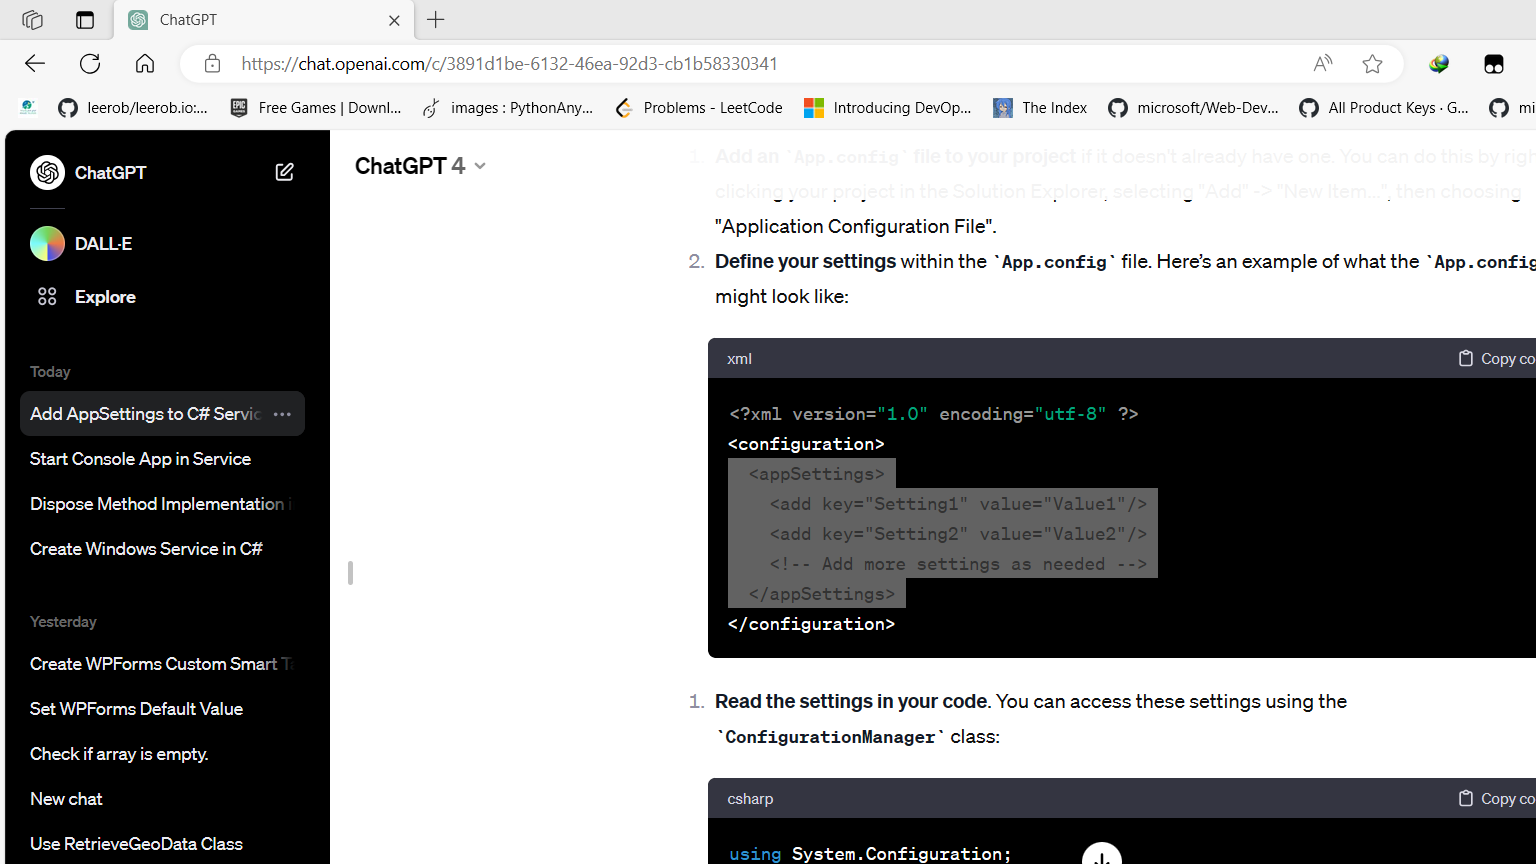 ChatGPT
https://chat.openai.com/c/3891d1be-6132-46ea-92d3-cb1b58330341
leerob/leerob.io:...
EPIC GAMES
Free Games | Downl...
images : PythonAny...
Problems - LeetCode
Introducing DevOp...
The Index
microsoft/Web-Dev...
All Product Keys · G...
mi
ChatGPT
DALL·E
Explore
Today
Add AppSettings to C# Servic
Start Console App in Service
Dispose Method Implementation i
Create Windows Service in C#
Yesterday
Create WPForms Custom Smart T
Set WPForms Default Value
Check if array is empty.
New chat
Use RetrieveGeoData Class
ChatGPT 4
1. Add an `App.config` file to your project if it doesn't already have one. You can do this by righ
clicking your project in the Solution Explorer, selecting "Add" -> "New Item...", then choosing
"Application Configuration File".
2. Define your settings within the `App.config` file. Here's an example of what the `App.config
might look like:
xml
Copy co
<?xml version="1.0" encoding="utf-8" ?>
<configuration>
<appSettings>
<add key="Setting1" value="Value1"/>
<add key="Setting2" value="Value2"/>
<!-- Add more settings as needed -->
</appSettings>
</configuration>
1. Read the settings in your code. You can access these settings using the
`ConfigurationManager` class:
csharp
Copy co
using System.Configuration;